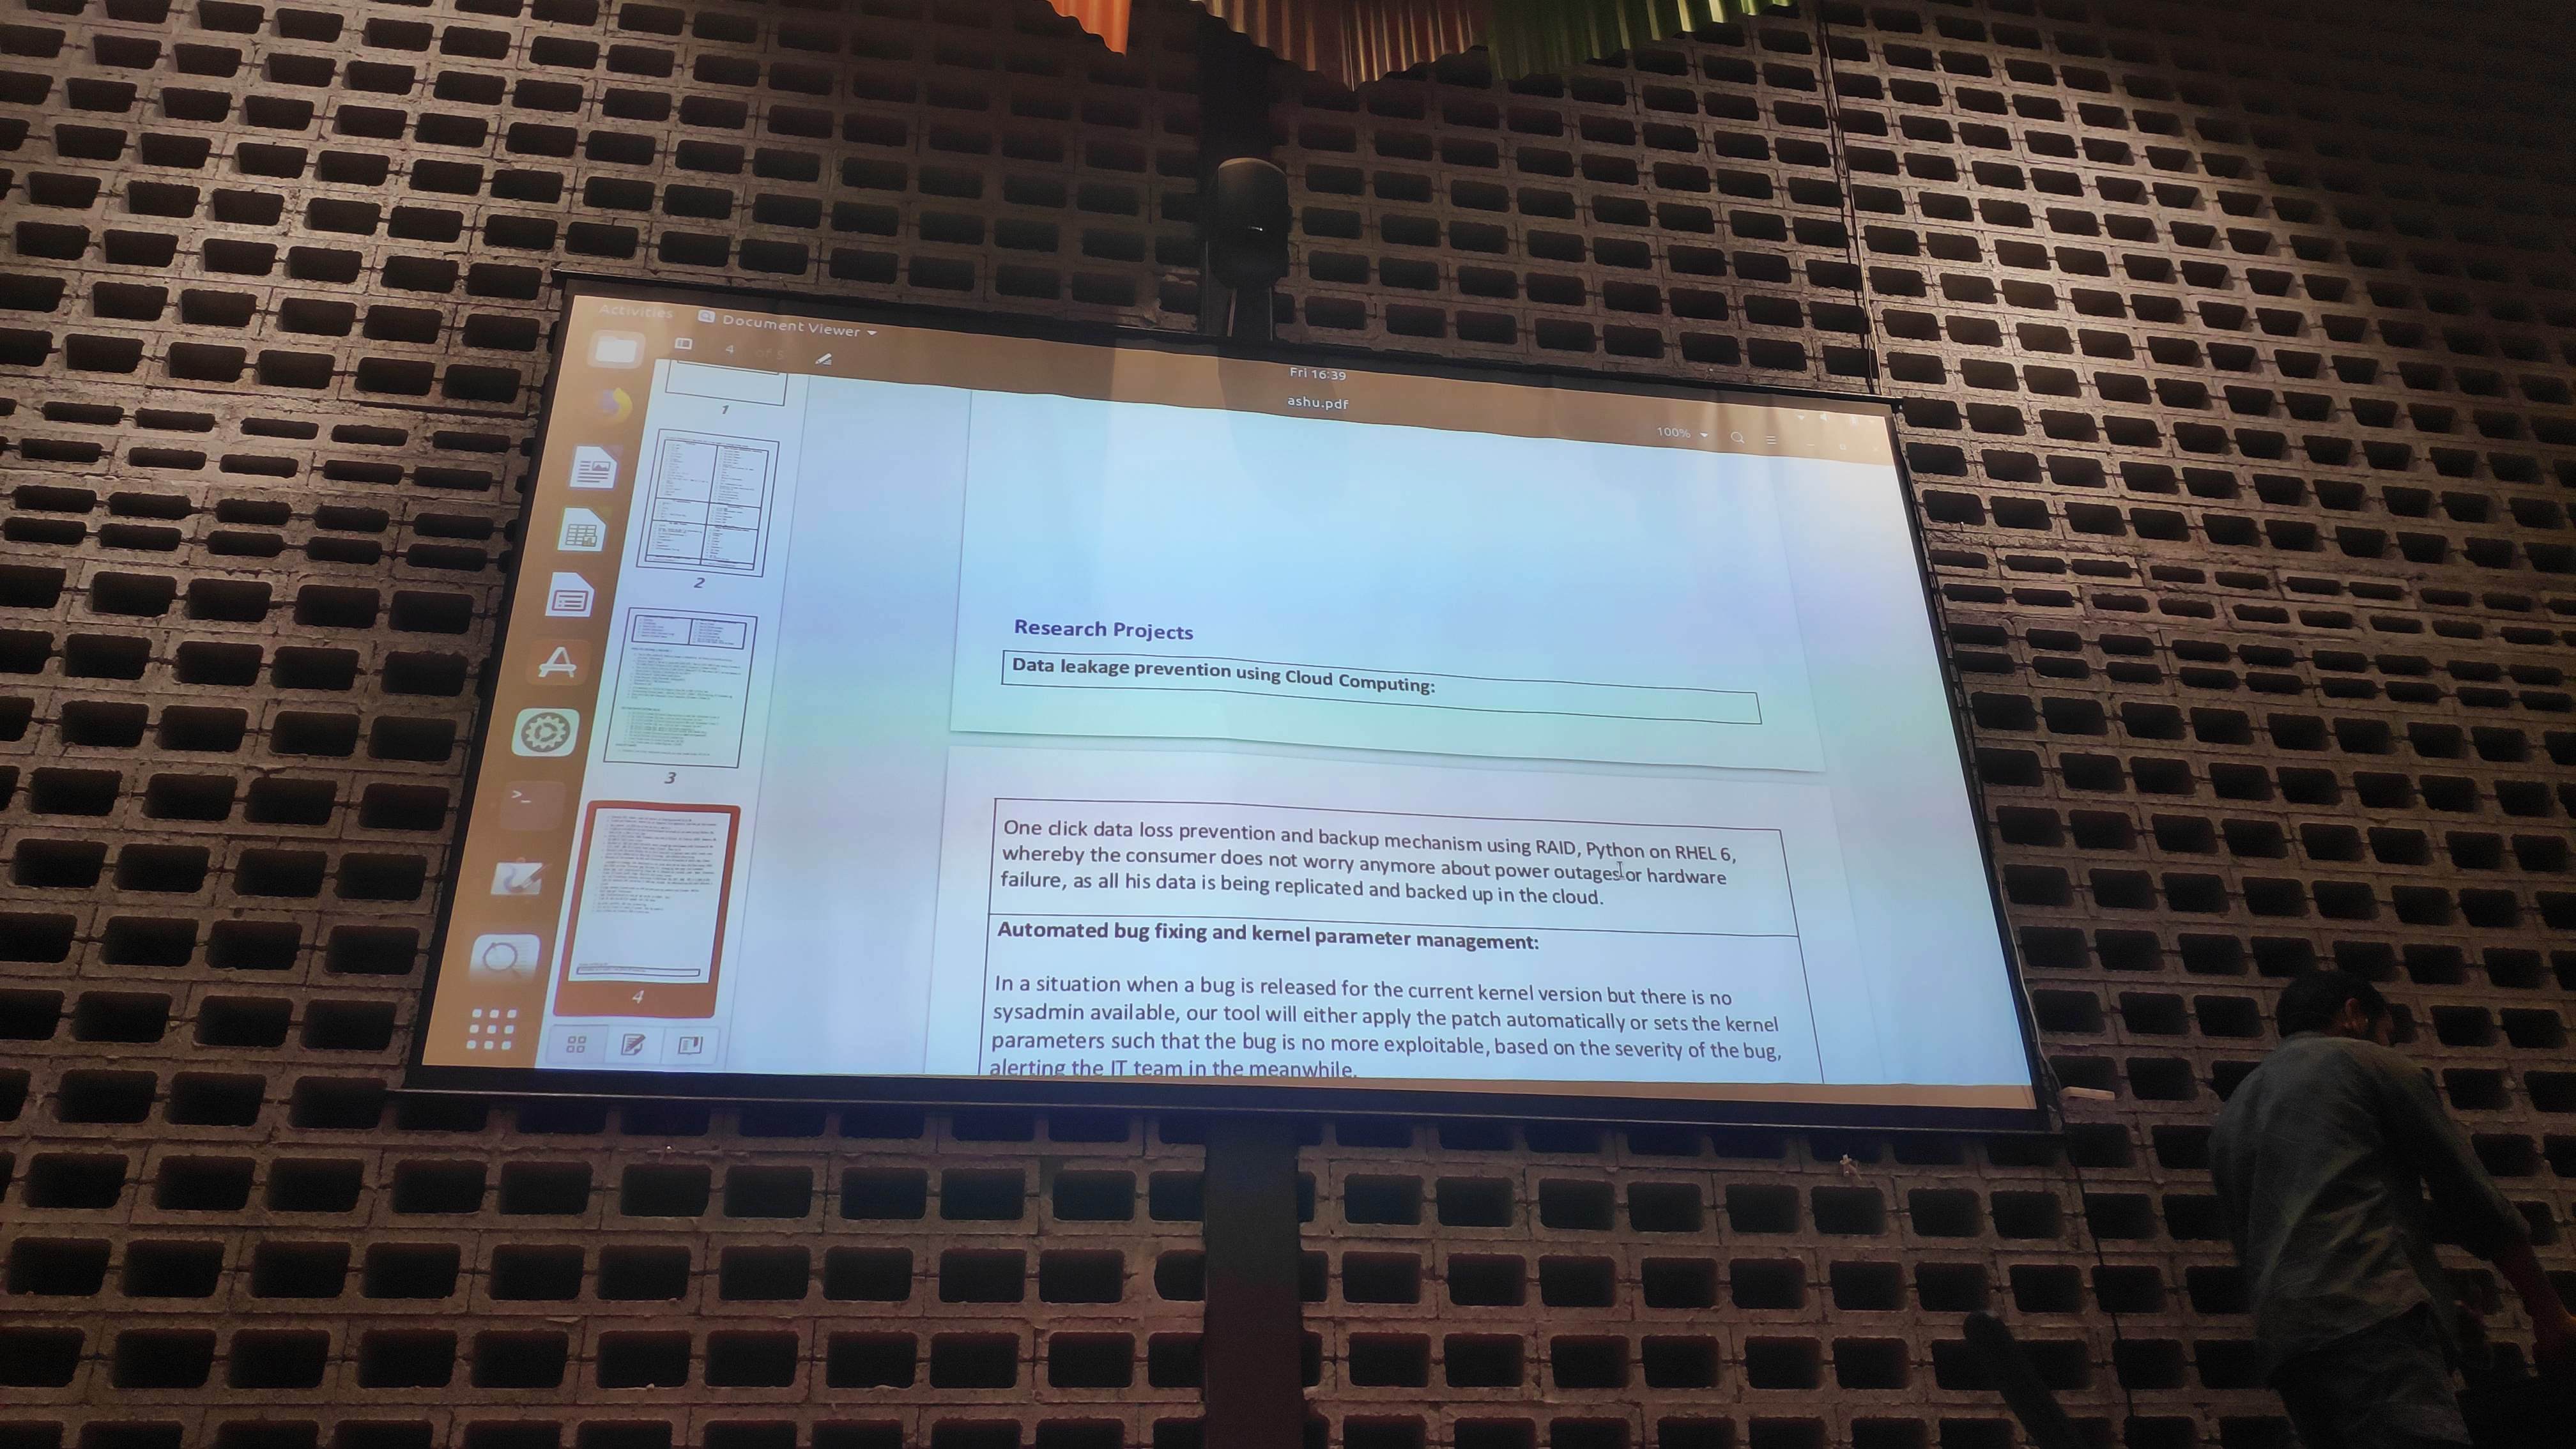 Activities Document Viewer
Fri 16:39
4 of 5
ashu.pdf
100%
1
2
3
4
Research Projects
Data leakage prevention using Cloud Computing:
One click data loss prevention and backup mechanism using RAID, Python on RHEL 6,
whereby the consumer does not worry anymore about power outages or hardware
failure, as all his data is being replicated and backed up in the cloud.
Automated bug fixing and kernel parameter management:
In a situation when a bug is released for the current kernel version but there is no
sysadmin available, our tool will either apply the patch automatically or sets the kernel
parameters such that the bug is no more exploitable, based on the severity of the bug,
alerting the IT team in the meanwhile.